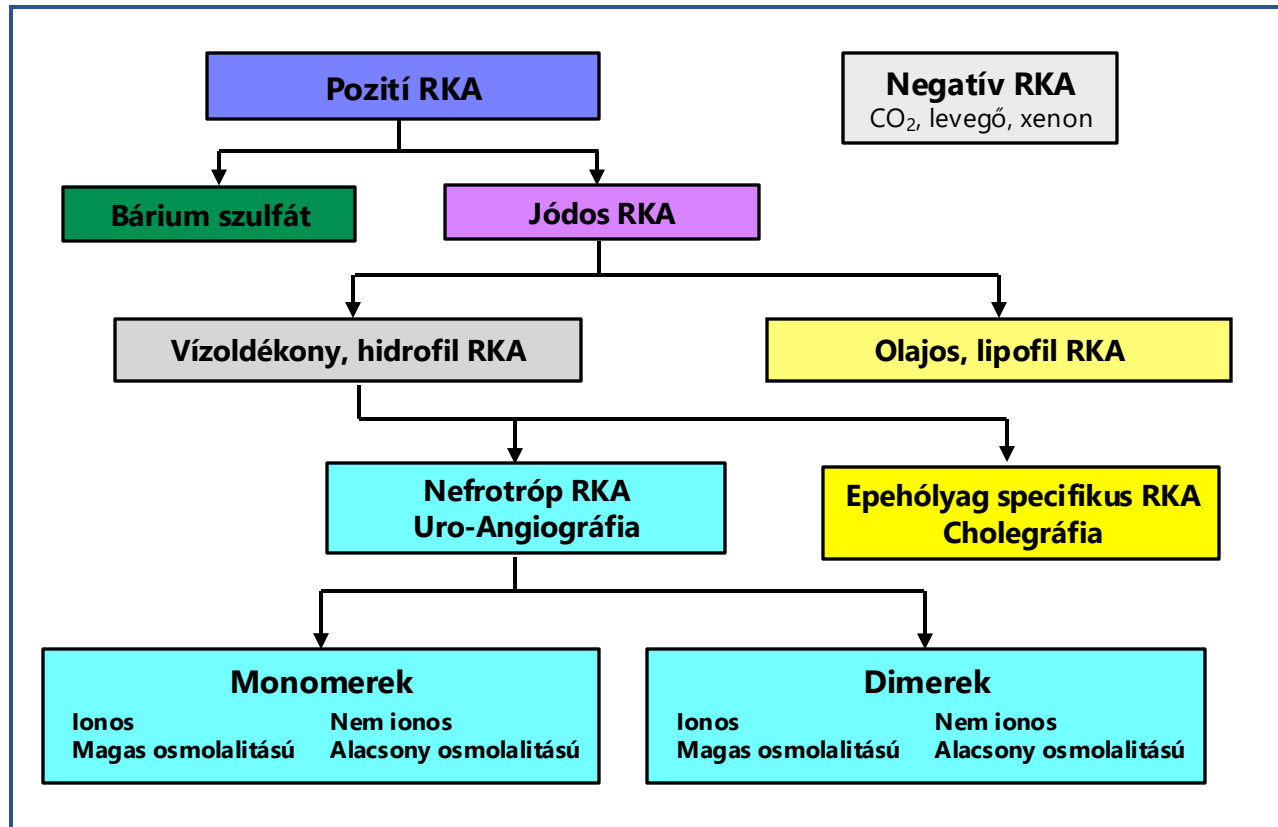 Pozití RKA
Negatív RKA
CO₂, levegő, xenon
Bárium szulfát
Jódos RKA
Vízoldékony, hidrofil RKA
Olajos, lipofil RKA
Nefrotróp RKA
Uro-Angiográfia
Epehólyag specifikus RKA
Cholegráfia
Monomerek
Ionos Nem ionos
Magas osmolalitású Alacsony osmolalitású
Dimerek
Ionos Nem ionos
Magas osmolalitású Alacsony osmolalitású